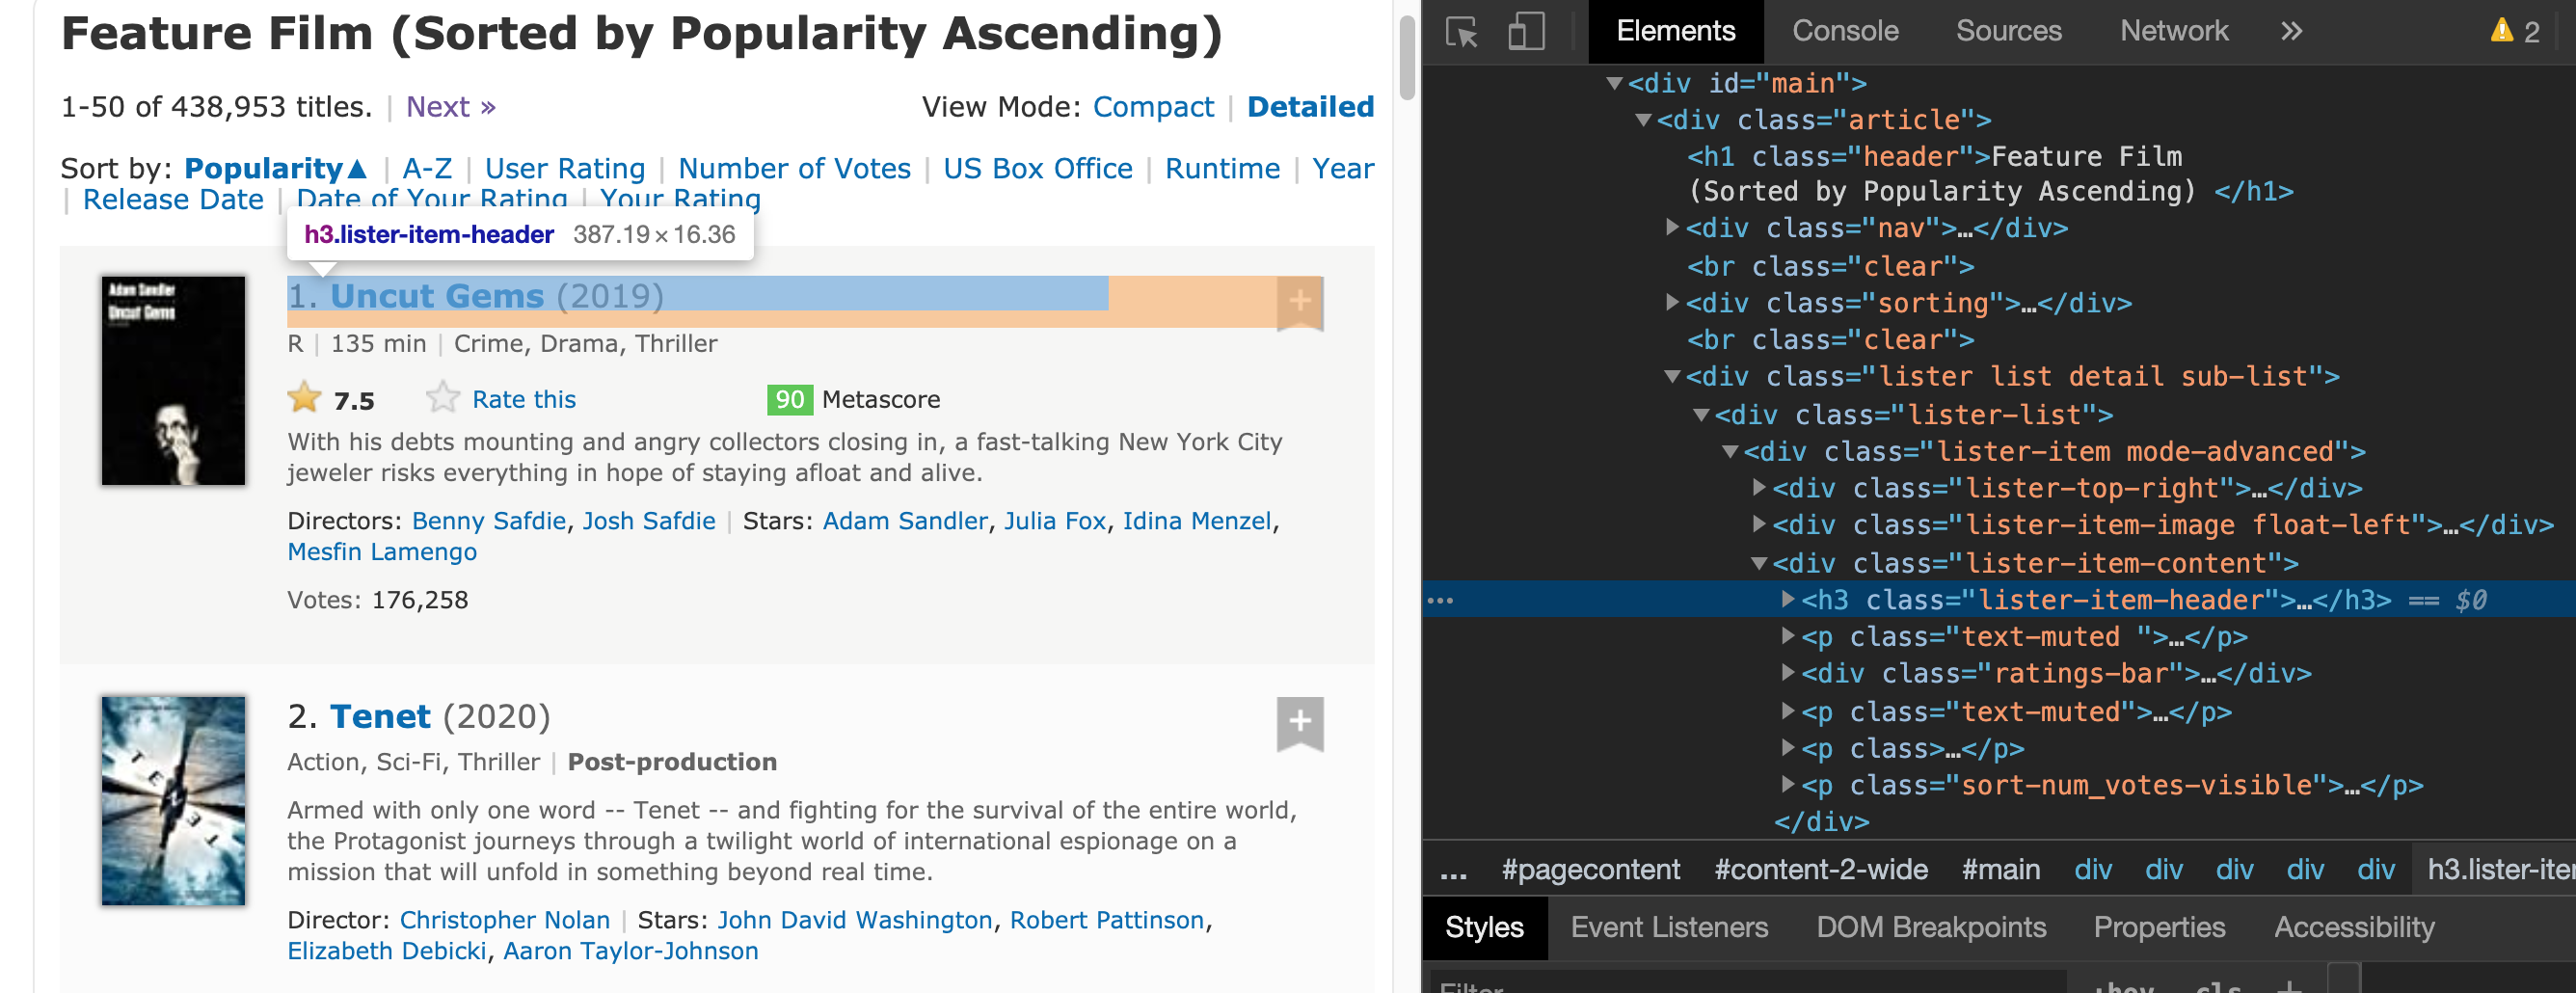 Feature Film (Sorted by Popularity Ascending)
1-50 of 438,953 titles. | Next »
View Mode: Compact | Detailed
Sort by: Popularity▲ | A-Z | User Rating | Number of Votes | US Box Office | Runtime | Year
| Release Date | Date of Your Rating | Your Rating
h3.lister-item-header 387.19 × 16.36
Adam Sandler
Uncut Gems
1. Uncut Gems (2019)
R | 135 min | Crime, Drama, Thriller
7.5 Rate this 90 Metascore
With his debts mounting and angry collectors closing in, a fast-talking New York City
jeweler risks everything in hope of staying afloat and alive.
Directors: Benny Safdie, Josh Safdie | Stars: Adam Sandler, Julia Fox, Idina Menzel,
Mesfin Lamengo
Votes: 176,258
TENET
2. Tenet (2020)
Action, Sci-Fi, Thriller | Post-production
Armed with only one word -- Tenet -- and fighting for the survival of the entire world,
the Protagonist journeys through a twilight world of international espionage on a
mission that will unfold in something beyond real time.
Director: Christopher Nolan | Stars: John David Washington, Robert Pattinson,
Elizabeth Debicki, Aaron Taylor-Johnson
Elements Console Sources Network » 2
▼<div id="main">
▼<div class="article">
<h1 class="header">Feature Film
(Sorted by Popularity Ascending) </h1>
▶<div class="nav">…</div>
<br class="clear">
▶<div class="sorting">…</div>
<br class="clear">
▼<div class="lister list detail sub-list">
▼<div class="lister-list">
▼<div class="lister-item mode-advanced">
▶<div class="lister-top-right">…</div>
▶<div class="lister-item-image float-left">…</div>
▼<div class="lister-item-content">
… ▶<h3 class="lister-item-header">…</h3> == $0
▶<p class="text-muted ">…</p>
▶<div class="ratings-bar">…</div>
▶<p class="text-muted">…</p>
▶<p class>…</p>
▶<p class="sort-num_votes-visible">…</p>
</div>
… #pagecontent #content-2-wide #main div div div div div h3.lister-iter
Styles Event Listeners DOM Breakpoints Properties Accessibility
Filter :hov .cls +